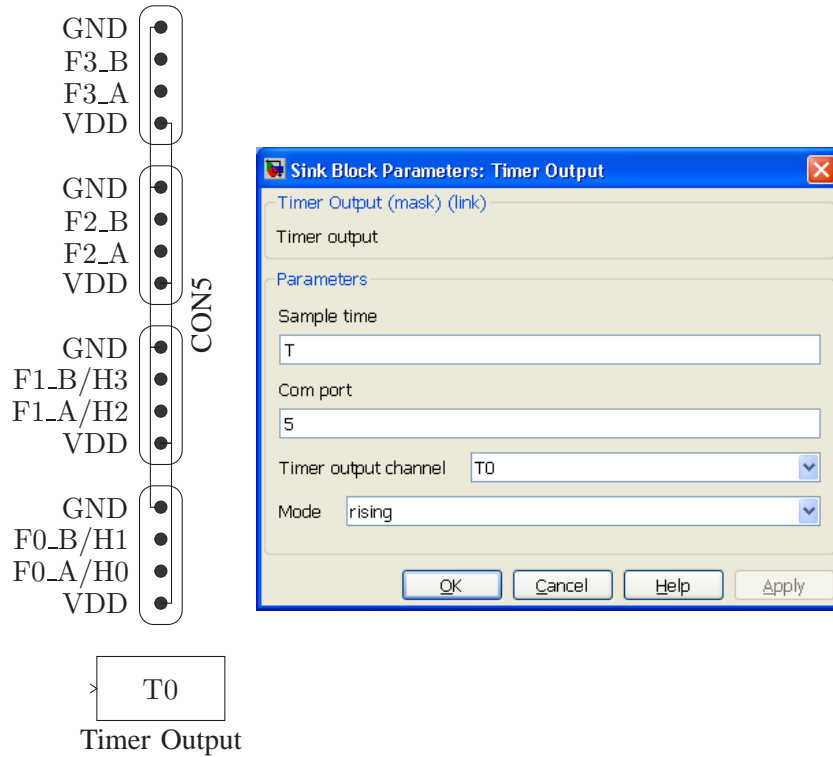 GND
F3_B
F3_A
VDD
GND
F2_B
F2_A
VDD
CON5
GND
F1_B/H3
F1_A/H2
VDD
GND
F0_B/H1
F0_A/H0
VDD
T0
Timer Output
Sink Block Parameters: Timer Output
Timer Output (mask) (link)
Timer output
Parameters
Sample time
T
Com port
5
Timer output channel T0
Mode rising
OK Cancel Help Apply